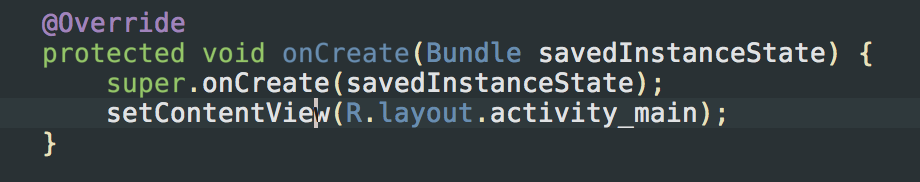 @Override
protected void onCreate(Bundle savedInstanceState) {
    super.onCreate(savedInstanceState);
    setContentView(R.layout.activity_main);
}